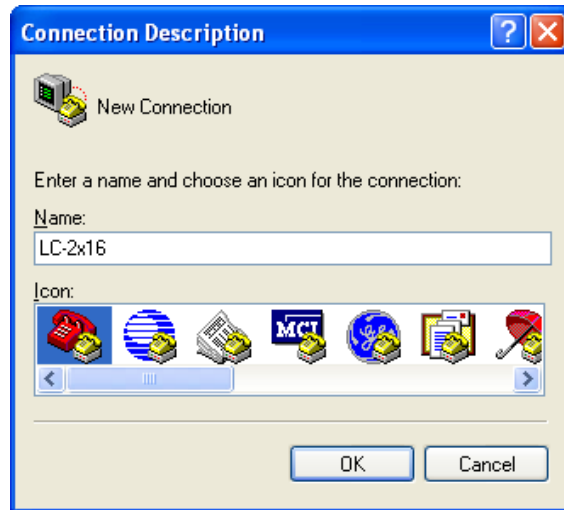 Connection Description
New Connection
Enter a name and choose an icon for the connection:
Name:
LC-2x16
Icon:
MCI
OK Cancel